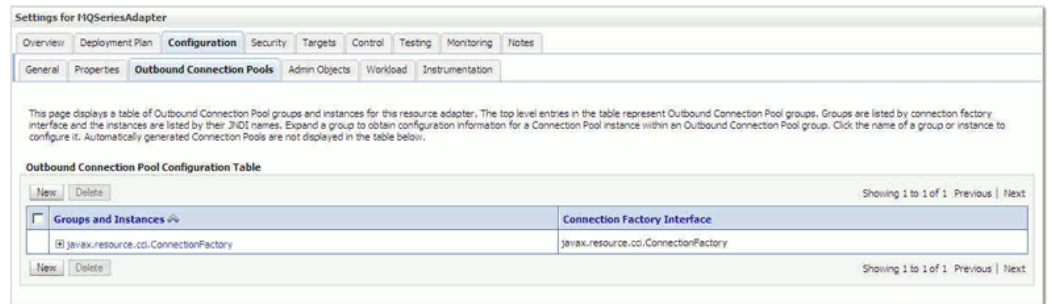 Settings for MQSeriesAdapter
Overview Deployment Plan Configuration Security Targets Control Testing Monitoring Notes
General Properties Outbound Connection Pools Admin Objects Workload Instrumentation
This page displays a table of Outbound Connection Pool groups and instances for this resource adapter. The top level entries in the table represent Outbound Connection Pool groups. Groups are listed by connection factory
interface and the instances are listed by their JNDI names. Expand a group to obtain configuration information for a Connection Pool instance within an Outbound Connection Pool group. Click the name of a group or instance to
configure it. Automatically generated Connection Pools are not displayed in the table below.
Outbound Connection Pool Configuration Table
New Delete Showing 1 to 1 of 1 Previous | Next
Groups and Instances Connection Factory Interface
javax.resource.cci.ConnectionFactory javax.resource.cci.ConnectionFactory
New Delete Showing 1 to 1 of 1 Previous | Next